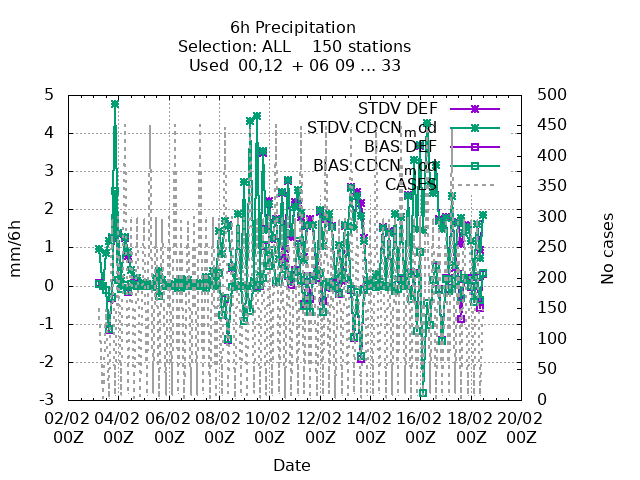 6h Precipitation
Selection: ALL    150 stations
Used  00,12  + 06 09 ... 33
STDV DEF
STDV CDCN_mod
BIAS DEF
BIAS CDCN_mod
CASES
mm/6h
5
4
3
2
1
0
-1
-2
-3
No cases
500
450
400
350
300
250
200
150
100
50
0
02/02 04/02 06/02 08/02 10/02 12/02 14/02 16/02 18/02 20/02
00Z 00Z 00Z 00Z 00Z 00Z 00Z 00Z 00Z 00Z
Date